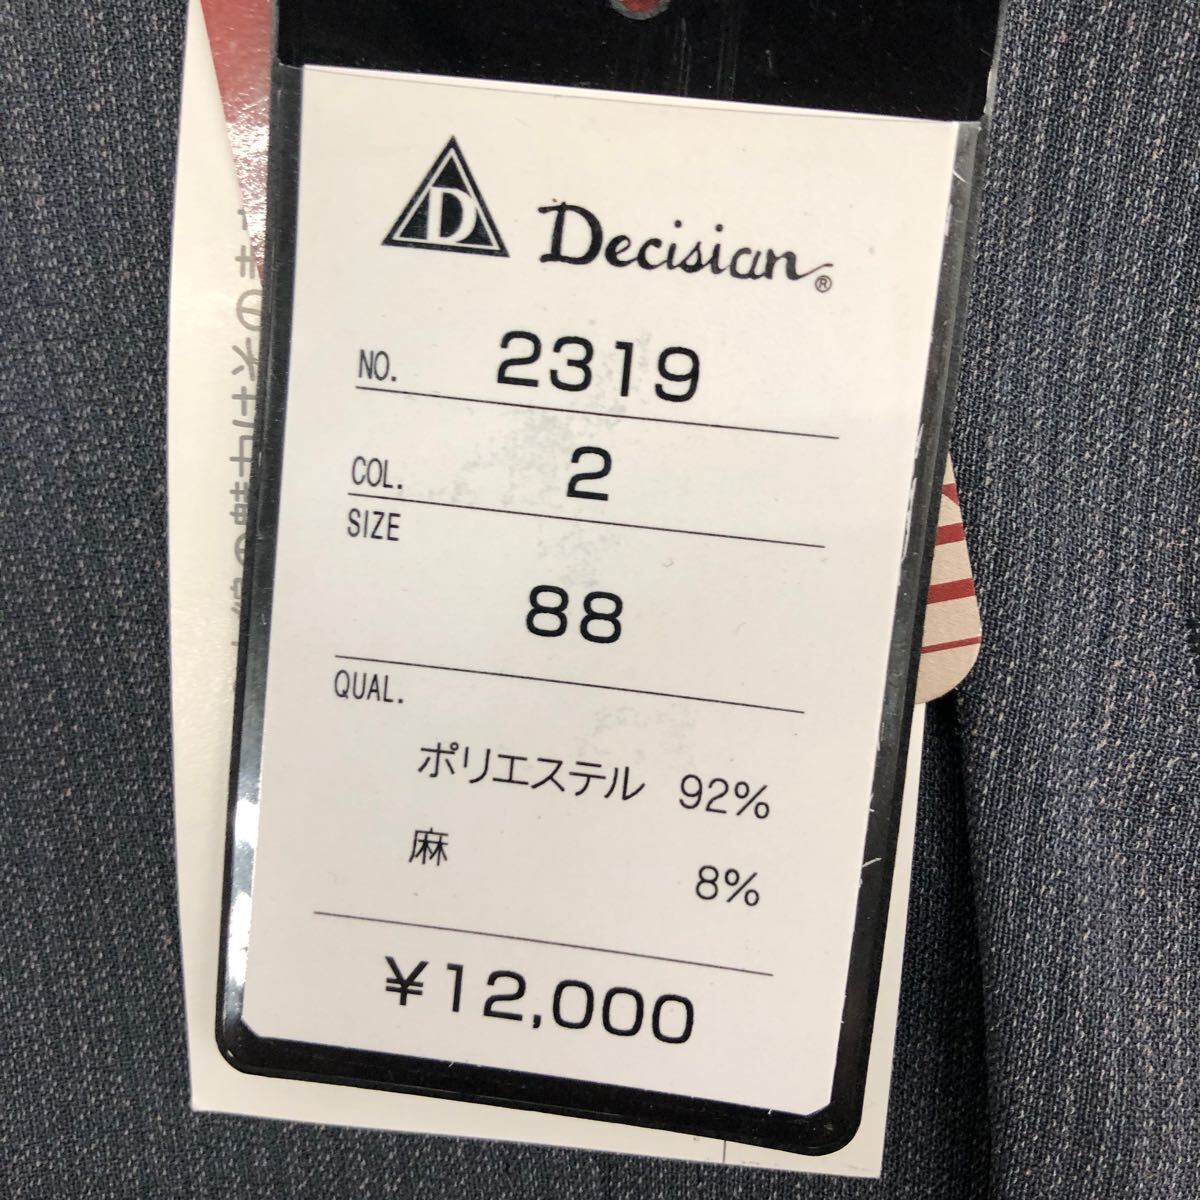 D Decisian®
NO. 2319
COL. 2
SIZE
88
QUAL.
ポリエステル 92%
麻 8%
¥12,000